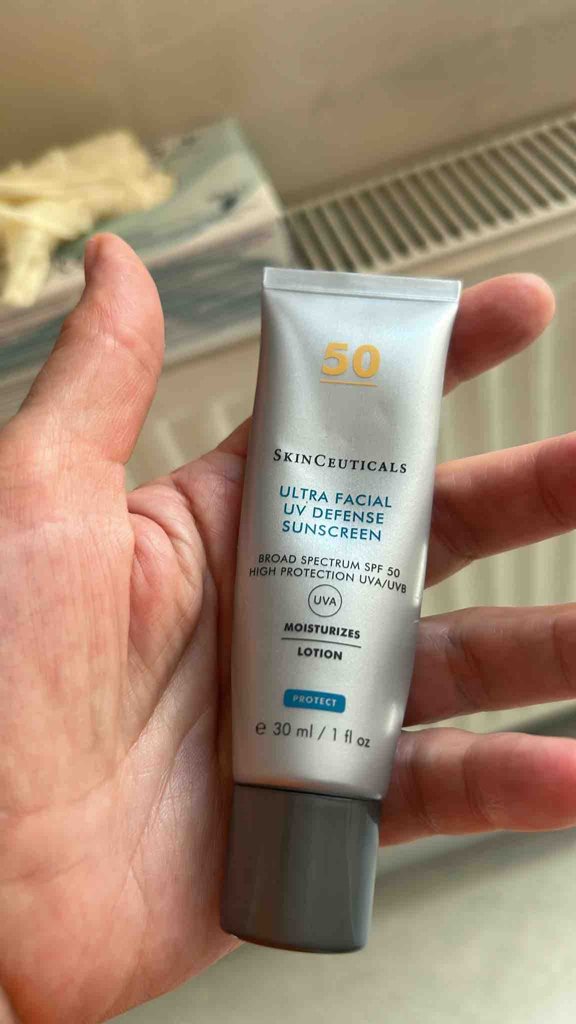 50
SKINCEUTICALS
ULTRA FACIAL
UV DEFENSE
SUNSCREEN
BROAD SPECTRUM SPF 50
HIGH PROTECTION UVA/UVB
UVA
MOISTURIZES
LOTION
PROTECT
e 30 ml / 1 fl oz